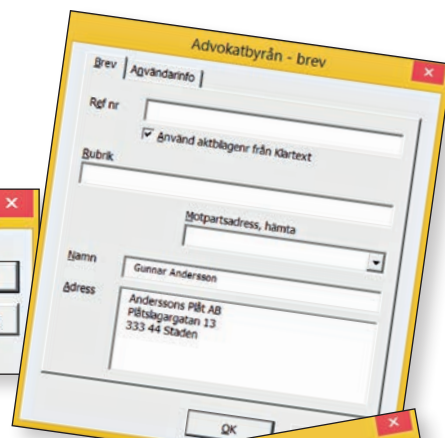 Advokatbyrån - brev
Brev Användarinfo
Ref nr
Använd aktbilagenr från Klartext
Rubrik
Motpartsadress, hämta
Namn Gunnar Andersson
Adress Anderssons Plåt AB
Plåtslagargatan 13
333 44 Staden
OK